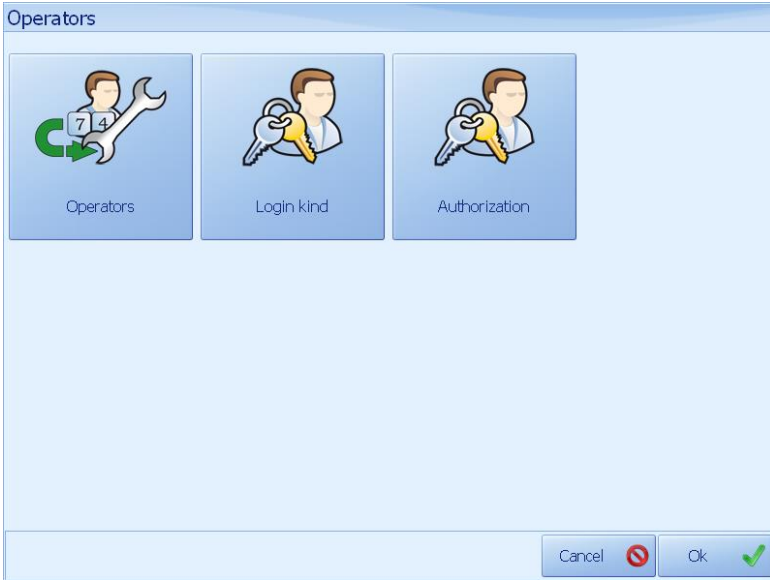 Operators
7 4
Operators
Login kind
Authorization
Cancel
Ok